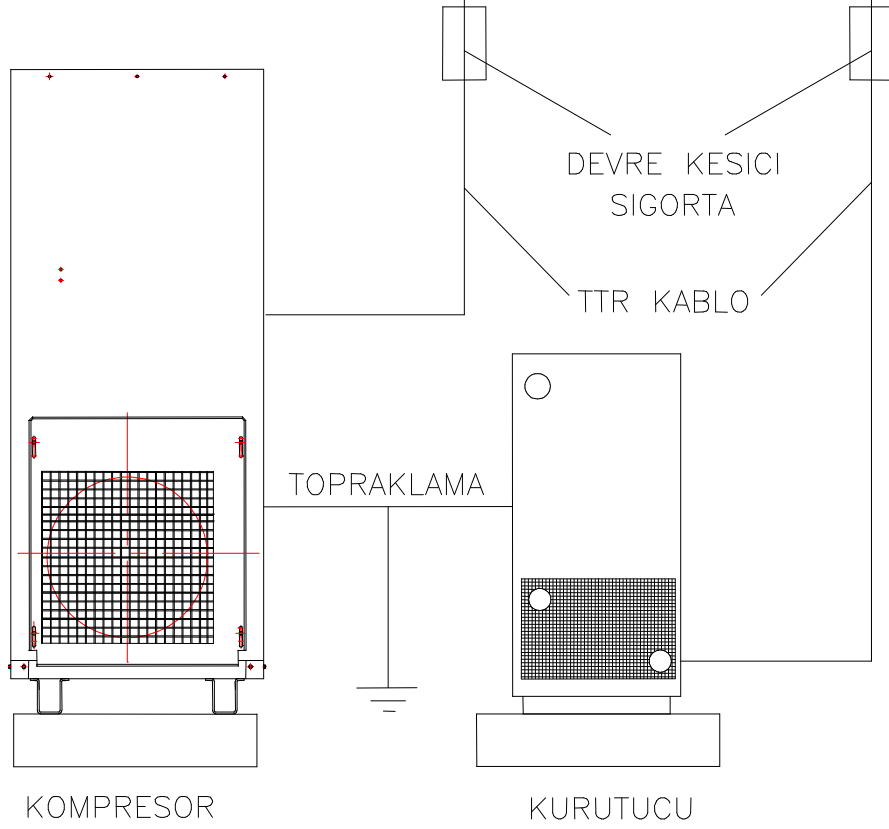 DEVRE KESICI
SIGORTA
TTR KABLO
TOPRAKLAMA
KOMPRESOR
KURUTUCU